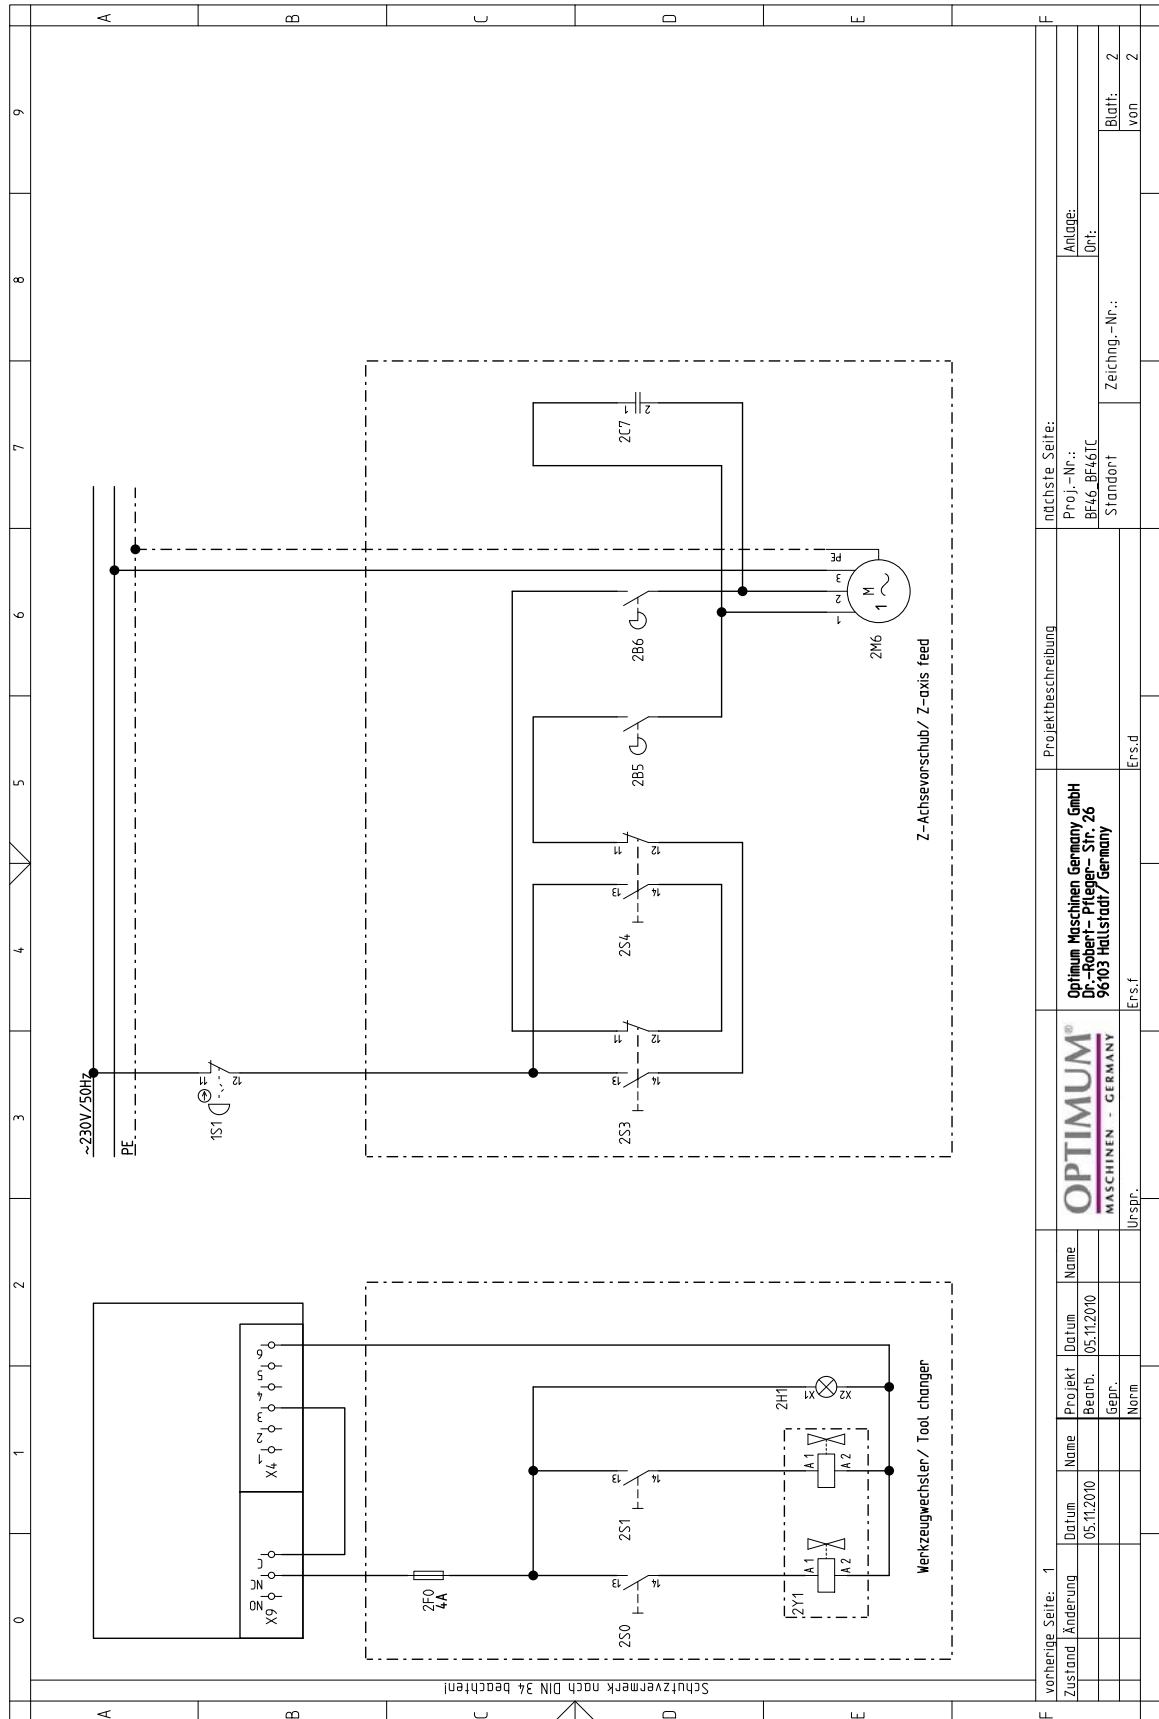 0 1 2 3 4 5 6 7 8 9
A
B
C
D
E
F
A
B
C
D
E
F
Schutzvermerk nach DIN 34 beachten!
X9
NO
NC
C
X4
1
2
3
4
5
6
2F0
4A
2S0
13
14
2S1
13
14
2Y1
A 1
A 2
A 1
A 2
2H1
X1
X2
Werkzeugwechsler/ Tool changer
~230V/50Hz
PE
1S1
11
12
2S3
13
14
11
12
2S4
13
14
11
12
2B5
2B6
2C7
1
2
1
2
3
PE
M
1
2M6
Z-Achsevorschub/ Z-axis feed
vorherige Seite: 1
Zustand Änderung Datum Name Projekt Datum Name
05.11.2010 Bearb. 05.11.2010
Gepr.
Norm
Urspr.
OPTIMUM®
MASCHINEN - GERMANY
Optimum Maschinen Germany GmbH
Dr.-Robert- Pfleger- Str. 26
96103 Hallstadt/ Germany
Ers.f
Ers.d
Projektbeschreibung
nächste Seite:
Proj.-Nr.:
BF46_BF46TC
Standort
Zeichng.-Nr.:
Anlage:
Ort:
Blatt: 2
von 2